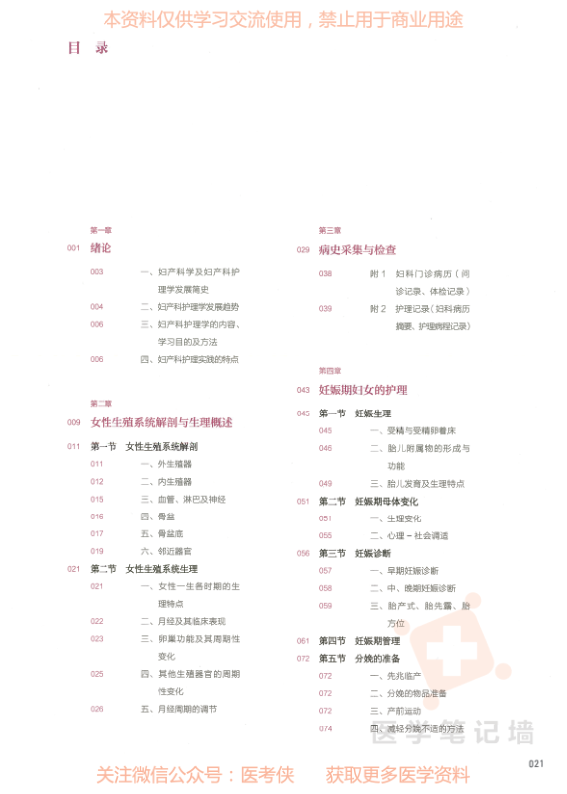 本资料仅供学习交流使用，禁止用于商业用途
目 录
第一章
001 绪论
003 一、妇产科学及妇产科护
理学发展简史
004 二、妇产科护理学发展趋势
006 三、妇产科护理学的内容、
学习目的及方法
006 四、妇产科护理实践的特点
第二章
009 女性生殖系统解剖与生理概述
011 第一节 女性生殖系统解剖
011 一、外生殖器
012 二、内生殖器
015 三、血管、淋巴及神经
016 四、骨盆
017 五、骨盆底
019 六、邻近器官
021 第二节 女性生殖系统生理
021 一、女性一生各时期的生
理特点
022 二、月经及其临床表现
023 三、卵巢功能及其周期性
变化
025 四、其他生殖器官的周期
性变化
026 五、月经周期的调节
第三章
029 病史采集与检查
038 附 1 妇科门诊病历（问
诊记录、体检记录）
039 附 2 护理记录（妇科病历
摘要、护理病程记录）
第四章
043 妊娠期妇女的护理
045 第一节 妊娠生理
045 一、受精与受精卵着床
046 二、胎儿附属物的形成与
功能
049 三、胎儿发育及生理特点
051 第二节 妊娠期母体变化
051 一、生理变化
055 二、心理－社会调适
056 第三节 妊娠诊断
057 一、早期妊娠诊断
058 二、中、晚期妊娠诊断
059 三、胎产式、胎先露、胎
方位
061 第四节 妊娠期管理
072 第五节 分娩的准备
072 一、先兆临产
072 二、分娩的物品准备
072 三、产前运动
074 四、减轻分娩不适的方法
医学笔记墙
021
关注微信公众号：医考侠 获取更多医学资料